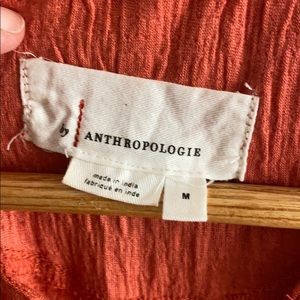 by ANTHROPOLOGIE
made in india
fabriqué en inde
M